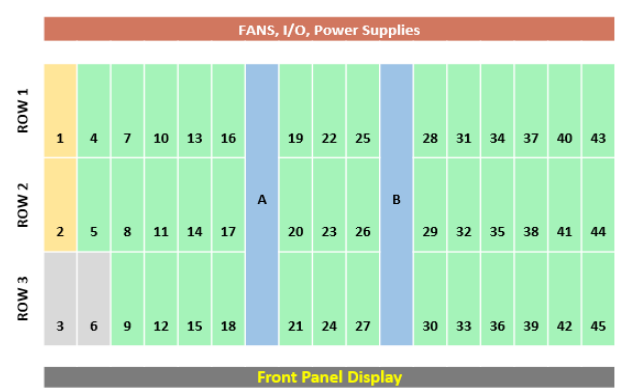 FANS, I/O, Power Supplies
ROW 1
1 4 7 10 13 16 19 22 25 28 31 34 37 40 43
ROW 2
A B
2 5 8 11 14 17 20 23 26 29 32 35 38 41 44
ROW 3
3 6 9 12 15 18 21 24 27 30 33 36 39 42 45
Front Panel Display